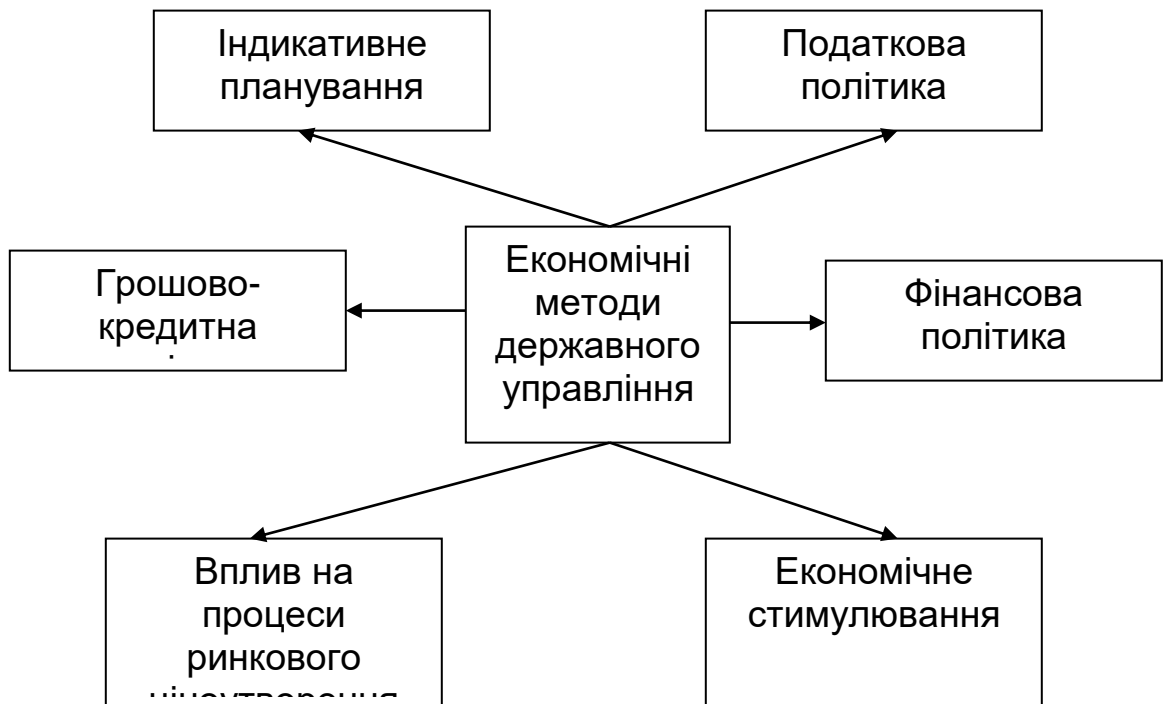 Індикативне
планування
Податкова
політика
Грошово-
кредитна
Економічні
методи
державного
управління
Фінансова
політика
Вплив на
процеси
ринкового
Економічне
стимулювання